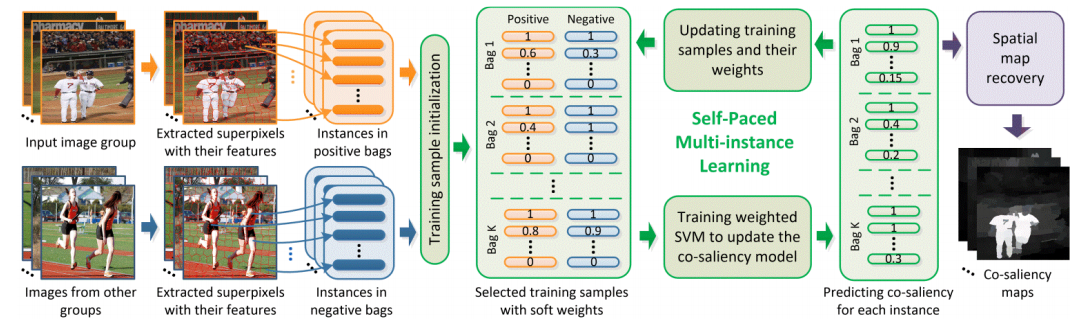 pharmacy
Input image group
Extracted superpixels
with their features
Instances in
positive bags
Images from other
groups
Extracted superpixels
with their features
Instances in
negative bags
Training sample initialization
Positive Negative
Bag 1
1 1
0.6 0.3
0 0
Bag 2
1 1
0.4 1
0 0
Bag K
1 1
0.8 0.9
0 0
Selected training samples
with soft weights
Updating training
samples and their
weights
Self-Paced
Multi-instance
Learning
Training weighted
SVM to update the
co-saliency model
Bag 1
1
0.9
0.15
Bag 2
1
0.4
0.2
Bag K
1
1
0.3
Predicting co-saliency
for each instance
Spatial
map
recovery
Co-saliency
maps